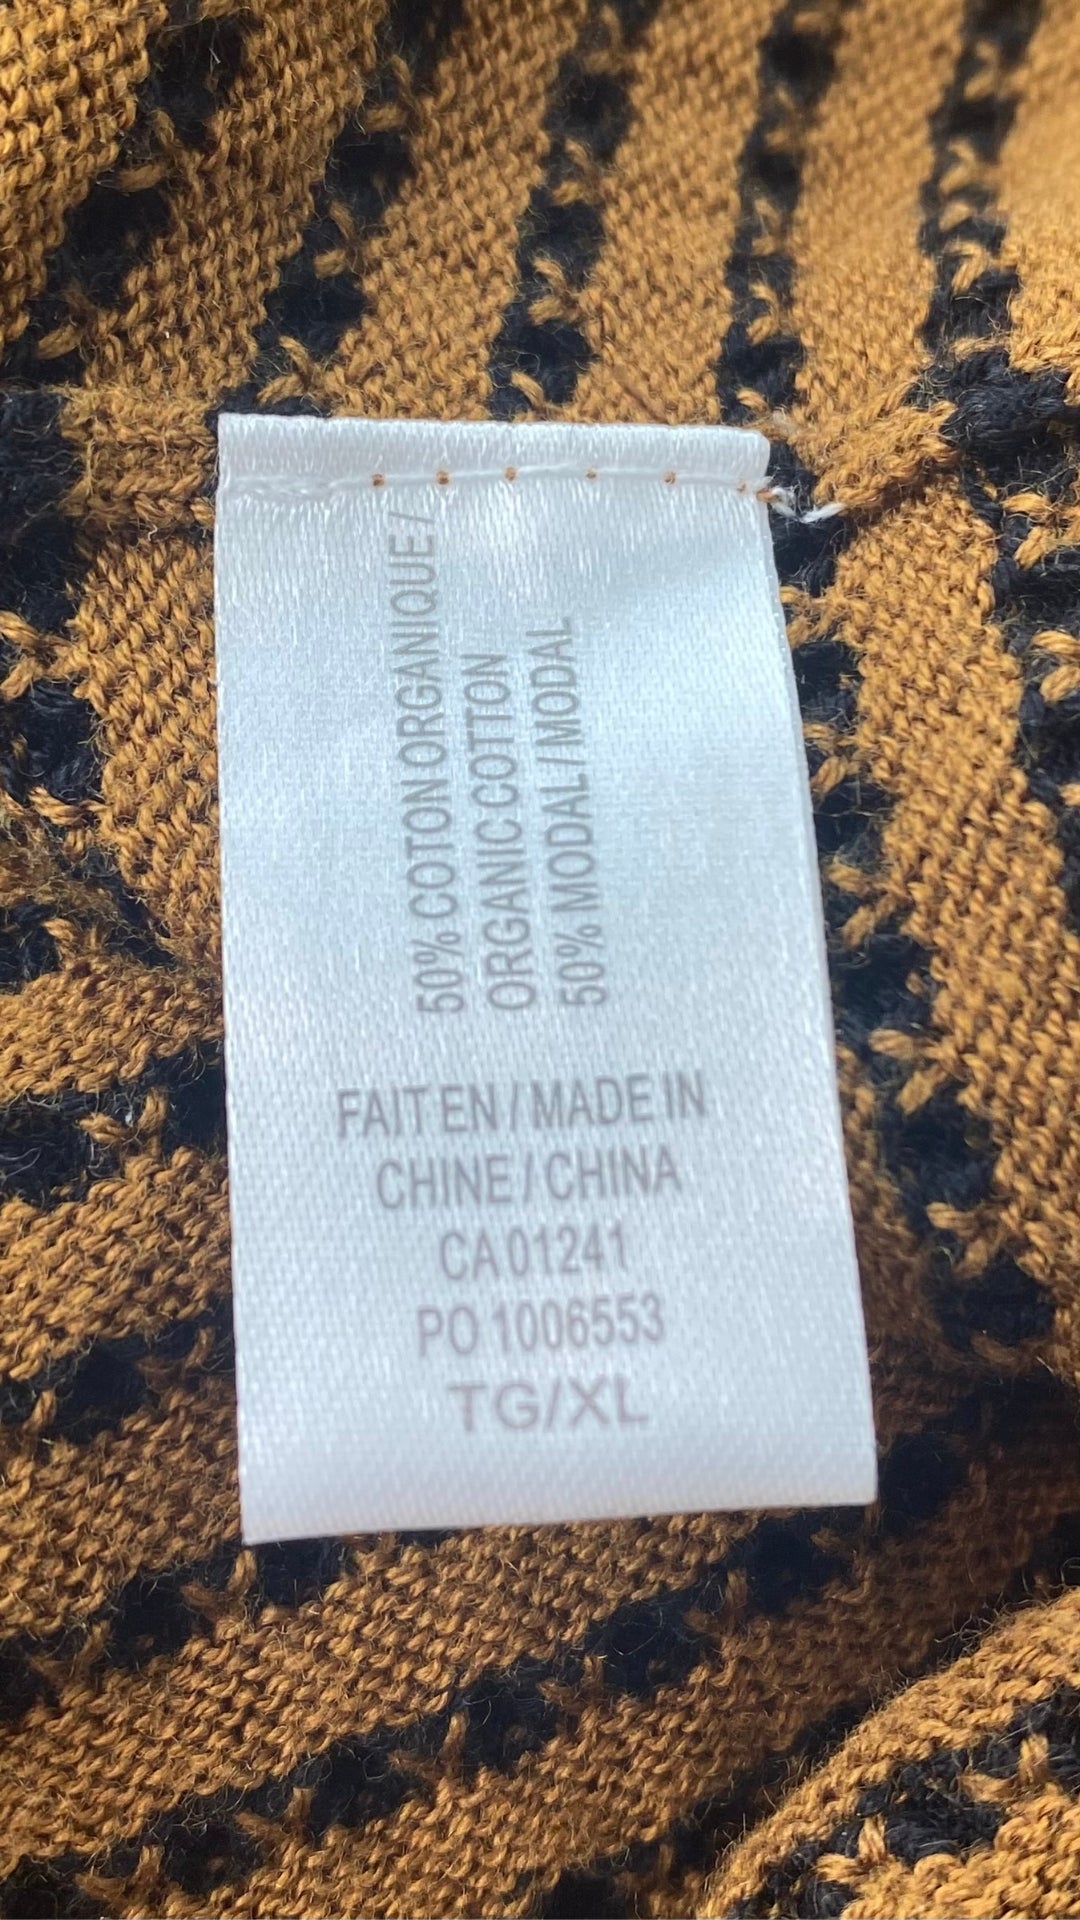 50% COTON ORGANIQUE /
ORGANIC COTTON
50% MODAL / MODAL
FAIT EN / MADE IN
CHINE / CHINA
CA 01241
PO 1006553
TG/XL